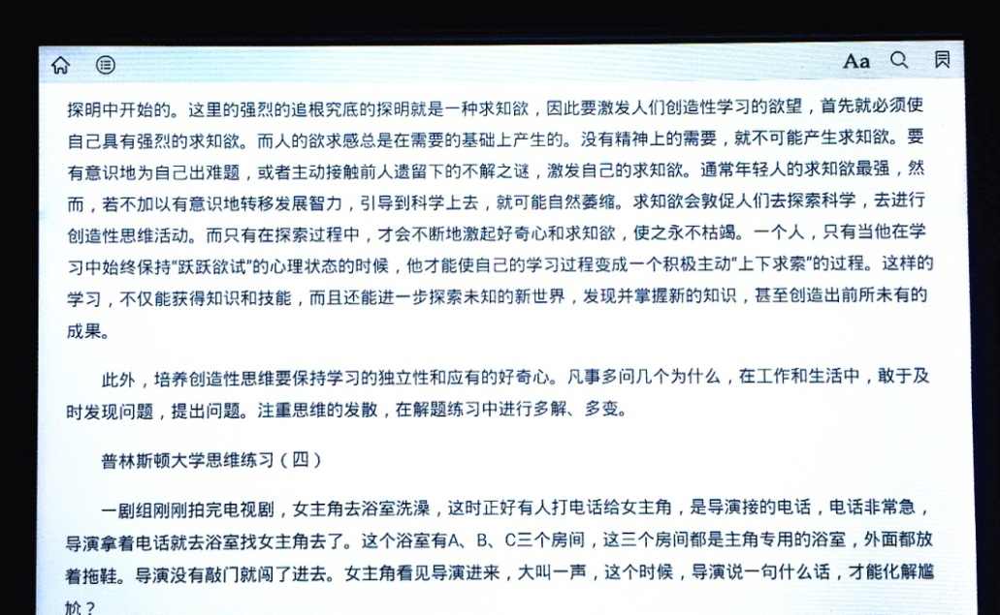 Aa
探明中开始的。这里的强烈的追根究底的探明就是一种求知欲，因此要激发人们创造性学习的欲望，首先就必须使
自己具有强烈的求知欲。而人的欲求感总是在需要的基础上产生的。没有精神上的需要，就不可能产生求知欲。要
有意识地为自己出难题，或者主动接触前人遗留下的不解之谜，激发自己的求知欲。通常年轻人的求知欲最强，然
而，若不加以有意识地转移发展智力，引导到科学上去，就可能自然萎缩。求知欲会敦促人们去探索科学，去进行
创造性思维活动。而只有在探索过程中，才会不断地激起好奇心和求知欲，使之永不枯竭。一个人，只有当他在学
习中始终保持“跃跃欲试”的心理状态的时候，他才能使自己的学习过程变成一个积极主动“上下求索”的过程。这样的
学习，不仅能获得知识和技能，而且还能进一步探索未知的新世界，发现并掌握新的知识，甚至创造出前所未有的
成果。
此外，培养创造性思维要保持学习的独立性和应有的好奇心。凡事多问几个为什么，在工作和生活中，敢于及
时发现问题，提出问题。注重思维的发散，在解题练习中进行多解、多变。
普林斯顿大学思维练习（四）
一剧组刚刚拍完电视剧，女主角去浴室洗澡，这时正好有人打电话给女主角，是导演接的电话，电话非常急，
导演拿着电话就去浴室找女主角去了。这个浴室有A、B、C三个房间，这三个房间都是主角专用的浴室，外面都放
着拖鞋。导演没有敲门就闯了进去。女主角看见导演进来，大叫一声，这个时候，导演说一句什么话，才能化解尴
尬？